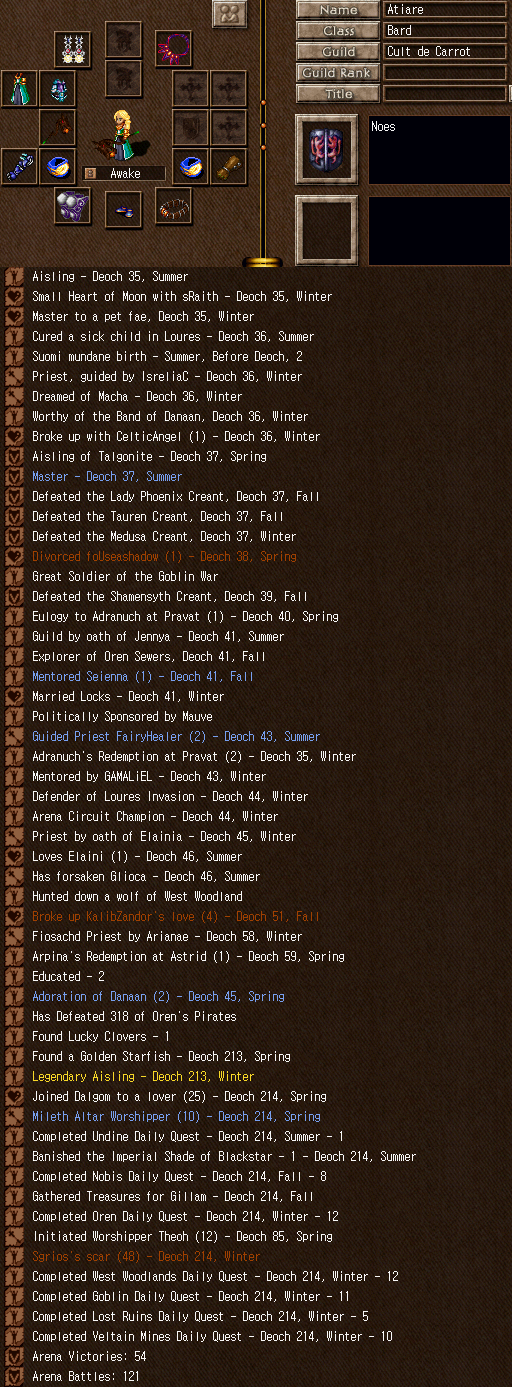 Name Atiare
Class Bard
Guild Cult de Carrot
Guild Rank
Title
Noes
Awake
Aisling - Deoch 35, Summer
Small Heart of Moon with sRaith - Deoch 35, Winter
Master to a pet fae, Deoch 35, Winter
Cured a sick child in Loures - Deoch 36, Summer
Suomi mundane birth - Summer, Before Deoch, 2
Priest, guided by IsreliaC - Deoch 36, Winter
Dreamed of Macha - Deoch 36, Winter
Worthy of the Band of Danaan, Deoch 36, Winter
Broke up with CelticAngel (1) - Deoch 36, Winter
Aisling of Talgonite - Deoch 37, Spring
Master - Deoch 37, Summer
Defeated the Lady Phoenix Creant, Deoch 37, Fall
Defeated the Tauren Creant, Deoch 37, Fall
Defeated the Medusa Creant, Deoch 37, Winter
Divorced foUseashadow (1) - Deoch 38, Spring
Great Soldier of the Goblin War
Defeated the Shamensyth Creant, Deoch 39, Fall
Eulogy to Adranuch at Pravat (1) - Deoch 40, Spring
Guild by oath of Jennya - Deoch 41, Summer
Explorer of Oren Sewers, Deoch 41, Fall
Mentored Seienna (1) - Deoch 41, Fall
Married Locks - Deoch 41, Winter
Politically Sponsored by Mauve
Guided Priest FairyHealer (2) - Deoch 43, Summer
Adranuch's Redemption at Pravat (2) - Deoch 35, Winter
Mentored by GAMALiEL - Deoch 43, Winter
Defender of Loures Invasion - Deoch 44, Winter
Arena Circuit Champion - Deoch 44, Winter
Priest by oath of Elainia - Deoch 45, Winter
Loves Elaini (1) - Deoch 46, Summer
Has forsaken Glioca - Deoch 46, Summer
Hunted down a wolf of West Woodland
Broke up KalibZandor's love (4) - Deoch 51, Fall
Fiosachd Priest by Arianae - Deoch 58, Winter
Arpina's Redemption at Astrid (1) - Deoch 59, Spring
Educated - 2
Adoration of Danaan (2) - Deoch 45, Spring
Has Defeated 318 of Oren's Pirates
Found Lucky Clovers - 1
Found a Golden Starfish - Deoch 213, Spring
Legendary Aisling - Deoch 213, Winter
Joined Dalgom to a lover (25) - Deoch 214, Spring
Mileth Altar Worshipper (10) - Deoch 214, Spring
Completed Undine Daily Quest - Deoch 214, Summer - 1
Banished the Imperial Shade of Blackstar - 1 - Deoch 214, Summer
Completed Nobis Daily Quest - Deoch 214, Fall - 8
Gathered Treasures for Gillam - Deoch 214, Fall
Completed Oren Daily Quest - Deoch 214, Winter - 12
Initiated Worshipper Theoh (12) - Deoch 85, Spring
Sgrios's scar (48) - Deoch 214, Winter
Completed West Woodlands Daily Quest - Deoch 214, Winter - 12
Completed Goblin Daily Quest - Deoch 214, Winter - 11
Completed Lost Ruins Daily Quest - Deoch 214, Winter - 5
Completed Veltain Mines Daily Quest - Deoch 214, Winter - 10
Arena Victories: 54
Arena Battles: 121